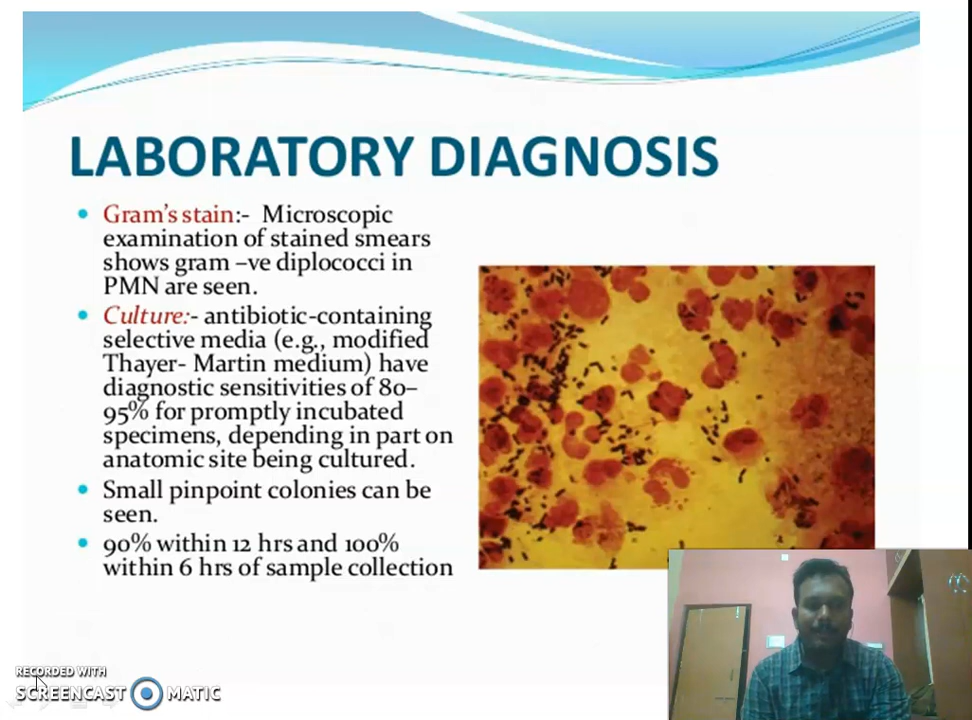 LABORATORY DIAGNOSIS
Gram's stain:- Microscopic
examination of stained smears
shows gram –ve diplococci in
PMN are seen.
Culture:- antibiotic-containing
selective media (e.g., modified
Thayer- Martin medium) have
diagnostic sensitivities of 80–
95% for promptly incubated
specimens, depending in part on
anatomic site being cultured.
Small pinpoint colonies can be
seen.
90% within 12 hrs and 100%
within 6 hrs of sample collection
RECORDED WITH
SCREENCAST MATIC